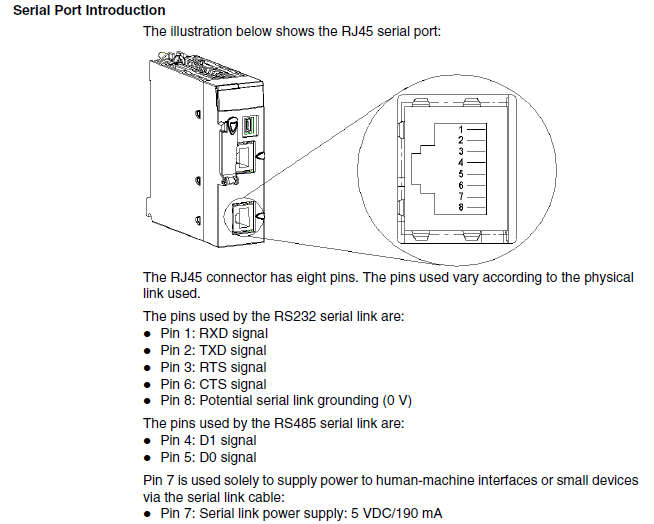 Serial Port Introduction
The illustration below shows the RJ45 serial port:
1
2
3
4
5
6
7
8
The RJ45 connector has eight pins. The pins used vary according to the physical
link used.
The pins used by the RS232 serial link are:
● Pin 1: RXD signal
● Pin 2: TXD signal
● Pin 3: RTS signal
● Pin 6: CTS signal
● Pin 8: Potential serial link grounding (0 V)
The pins used by the RS485 serial link are:
● Pin 4: D1 signal
● Pin 5: D0 signal
Pin 7 is used solely to supply power to human-machine interfaces or small devices
via the serial link cable:
● Pin 7: Serial link power supply: 5 VDC/190 mA